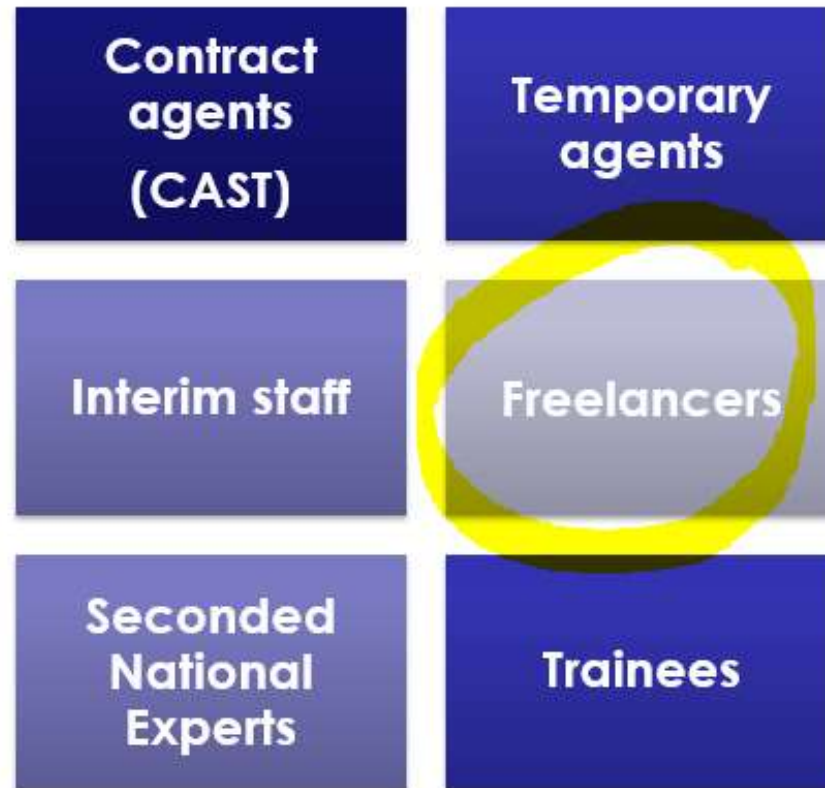 Contract
agents
(CAST)
Temporary
agents
Interim staff
Freelancers
Seconded
National
Experts
Trainees